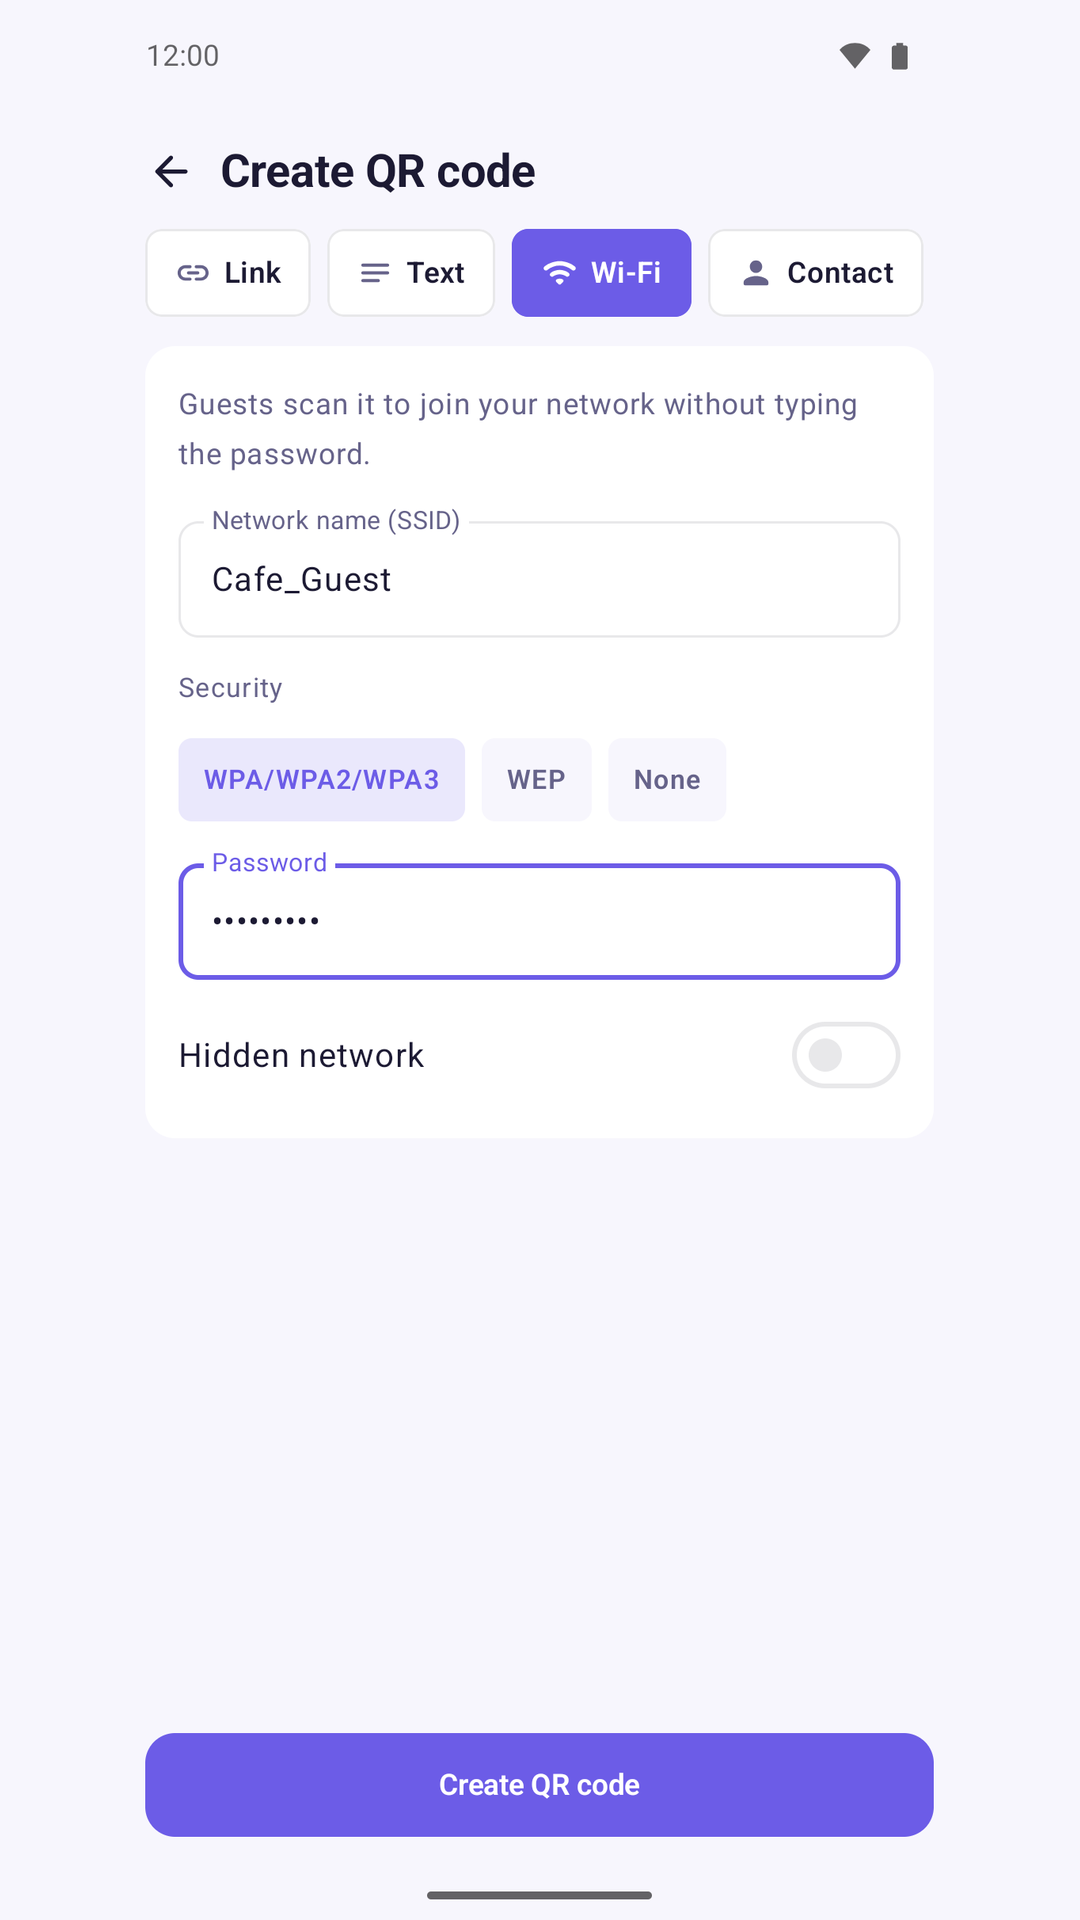 12:00
Create QR code
Link
Text
Wi-Fi
Contact
Guests scan it to join your network without typing
the password.
Network name (SSID)
Cafe_Guest
Security
WPA/WPA2/WPA3
WEP
None
Password
•••••••••
Hidden network
Create QR code